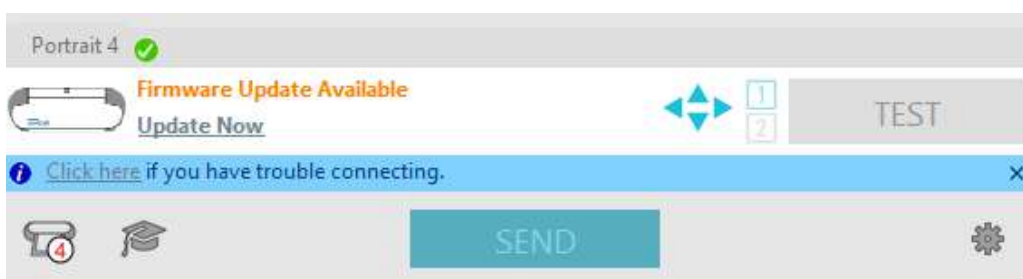 Portrait 4
Firmware Update Available
Update Now
1
2
TEST
Click here if you have trouble connecting.
4
SEND